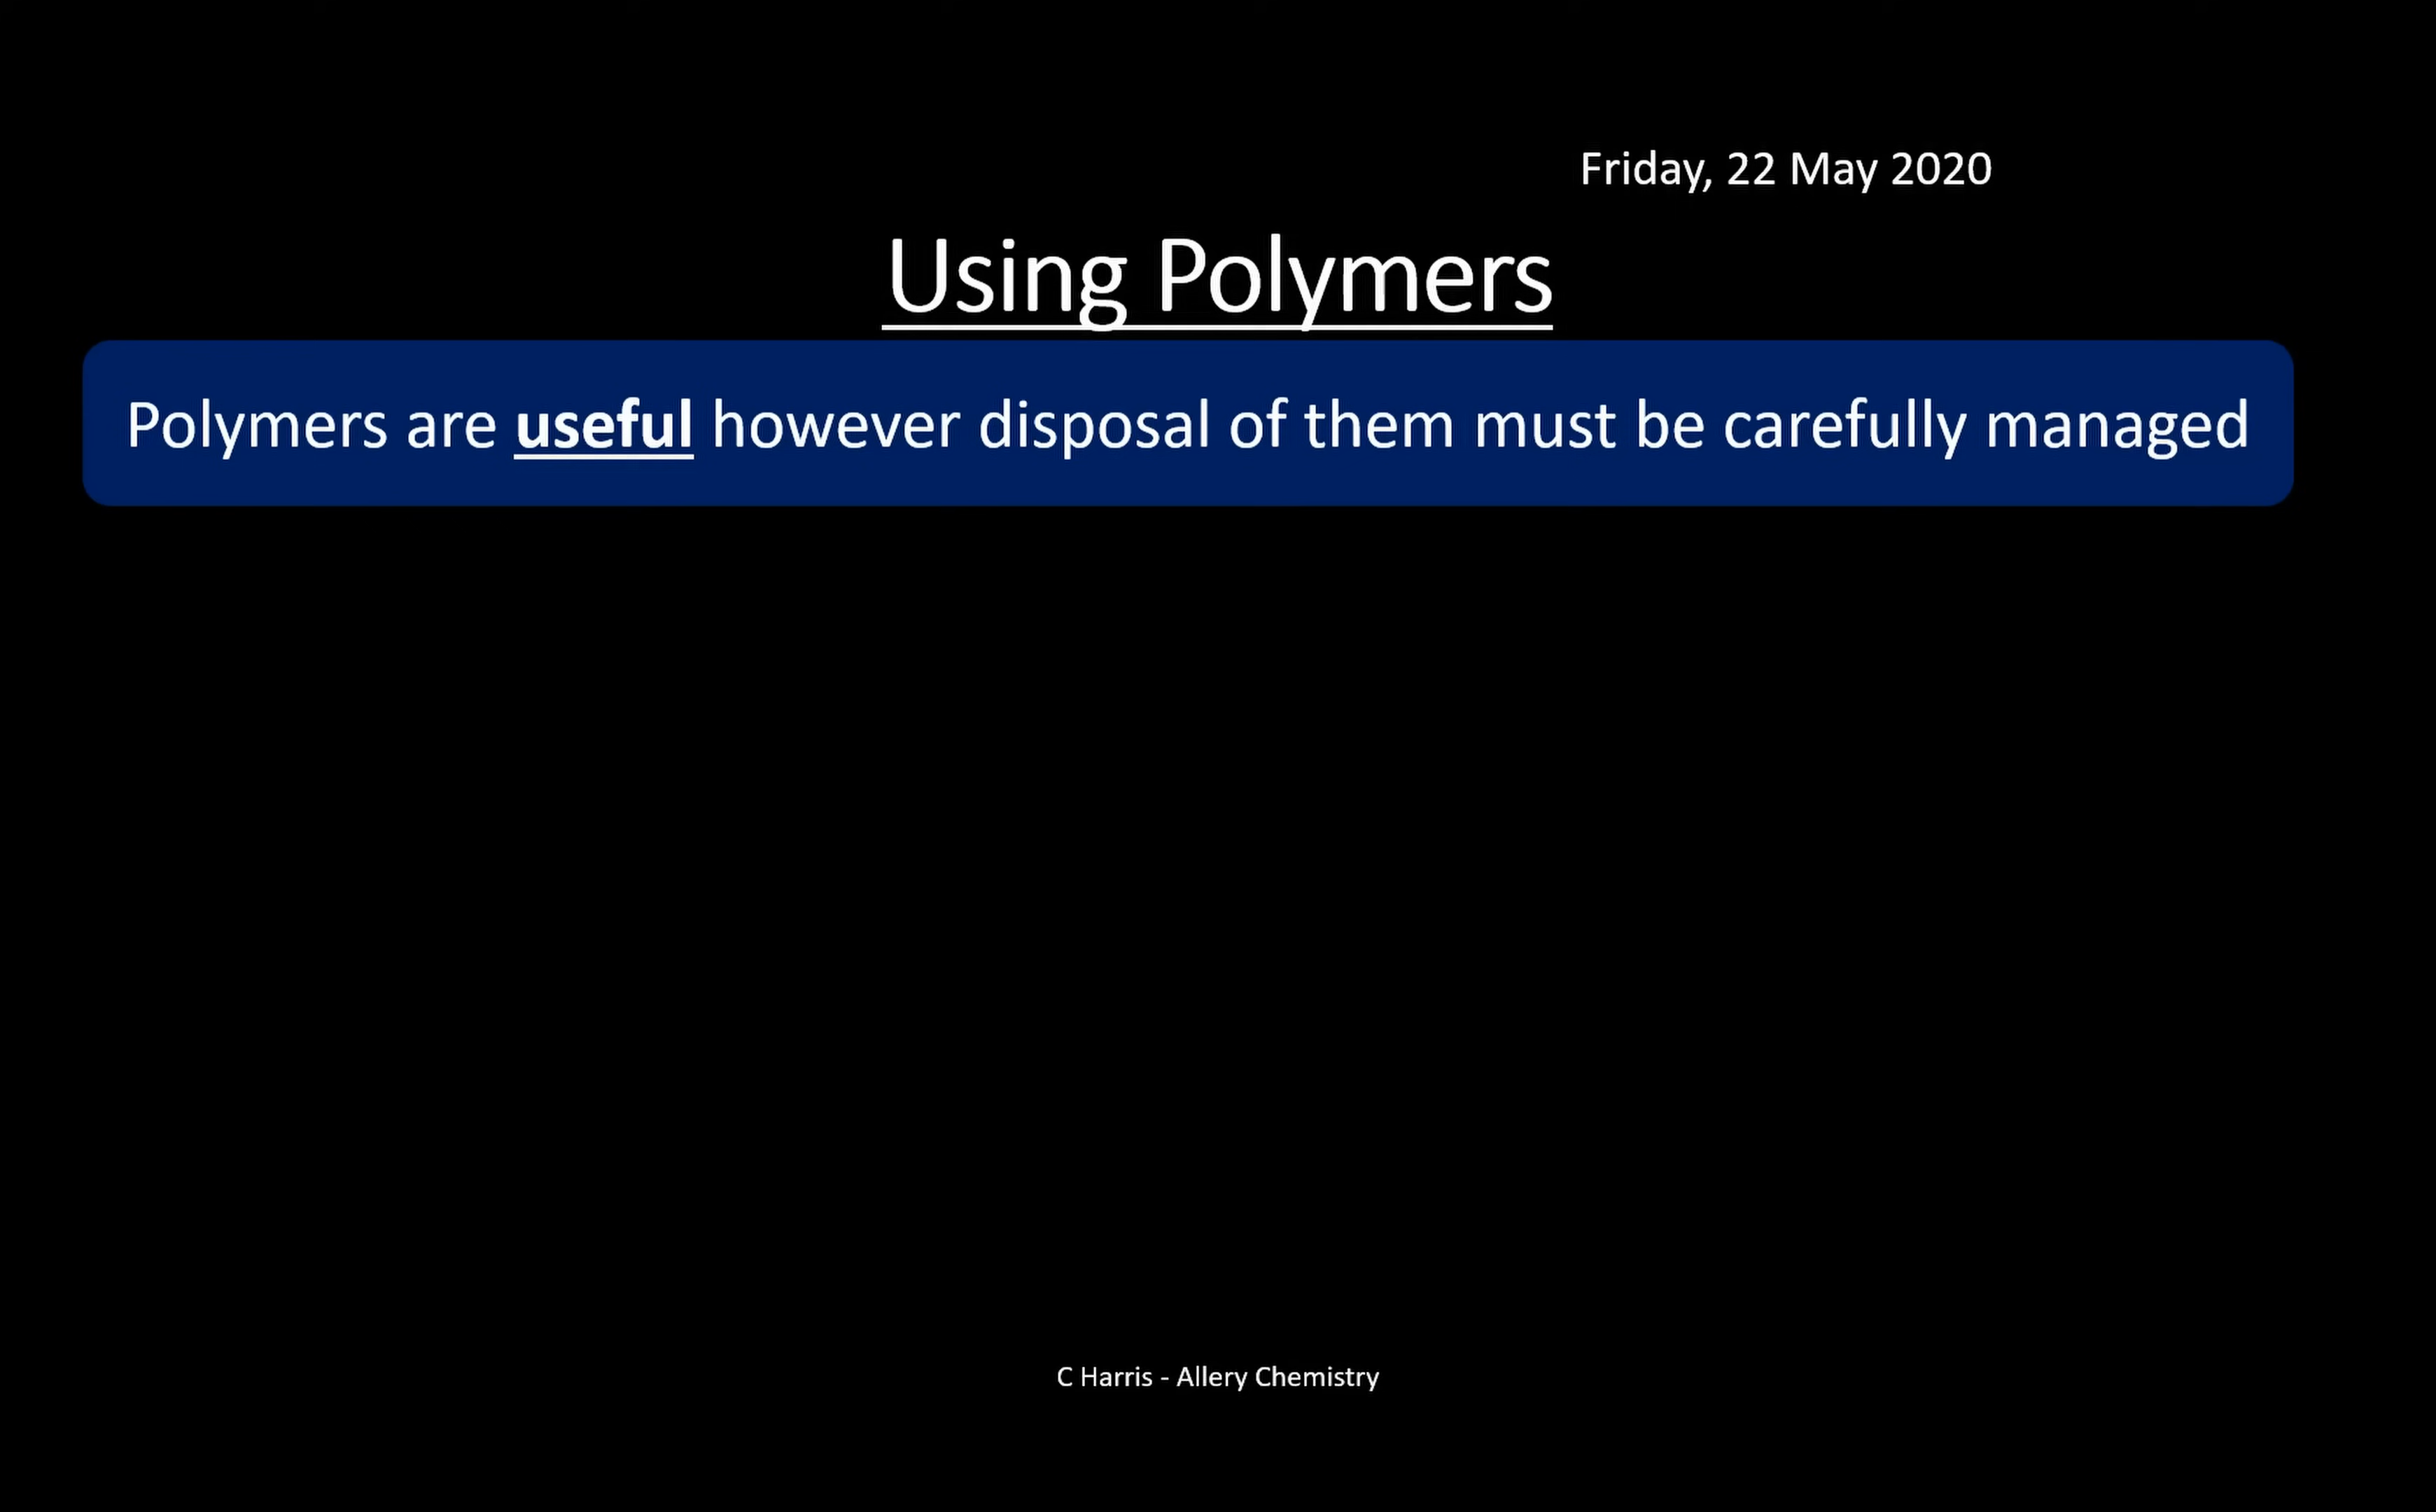 Friday, 22 May 2020
Using Polymers
Polymers are useful however disposal of them must be carefully managed
C Harris - Allery Chemistry